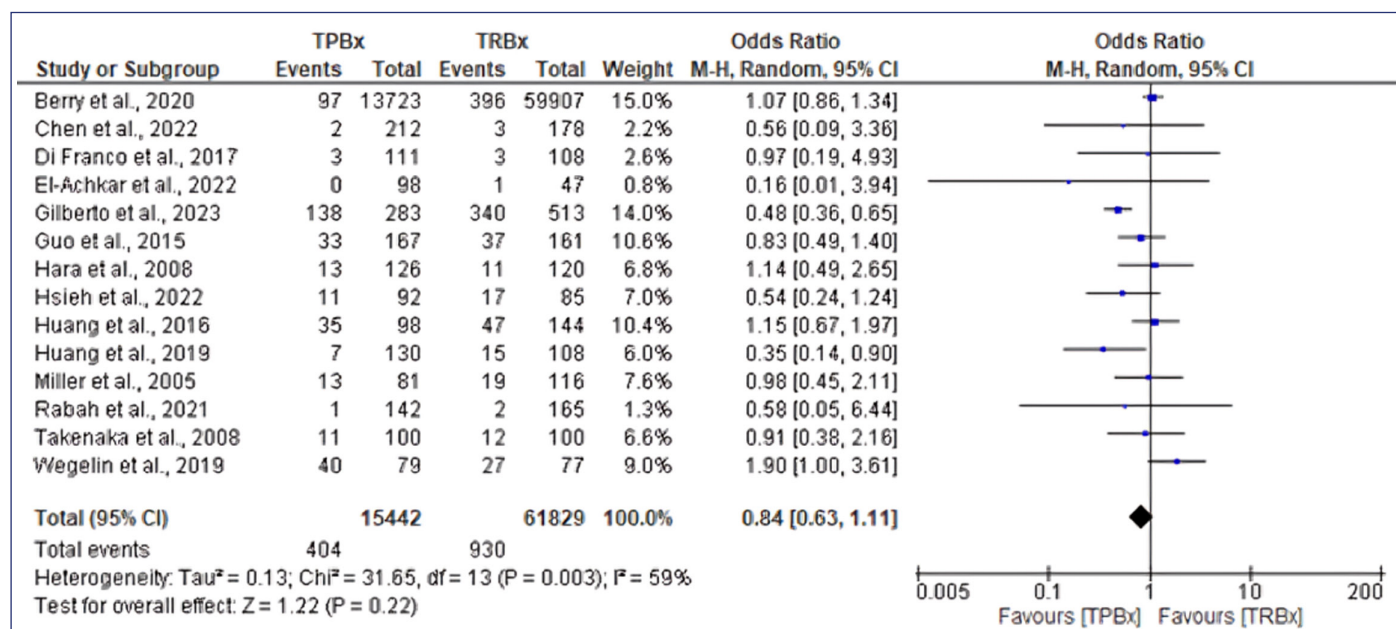 TPBx TRBx Odds Ratio Odds Ratio
Study or Subgroup Events Total Events Total Weight M-H, Random, 95% CI M-H, Random, 95% CI
Berry et al., 2020 97 13723 396 59907 15.0% 1.07 [0.86, 1.34]
Chen et al., 2022 2 212 3 178 2.2% 0.56 [0.09, 3.36]
Di Franco et al., 2017 3 111 3 108 2.6% 0.97 [0.19, 4.93]
El-Achkar et al., 2022 0 98 1 47 0.8% 0.16 [0.01, 3.94]
Gilberto et al., 2023 138 283 340 513 14.0% 0.48 [0.36, 0.65]
Guo et al., 2015 33 167 37 161 10.6% 0.83 [0.49, 1.40]
Hara et al., 2008 13 126 11 120 6.8% 1.14 [0.49, 2.65]
Hsieh et al., 2022 11 92 17 85 7.0% 0.54 [0.24, 1.24]
Huang et al., 2016 35 98 47 144 10.4% 1.15 [0.67, 1.97]
Huang et al., 2019 7 130 15 108 6.0% 0.35 [0.14, 0.90]
Miller et al., 2005 13 81 19 116 7.6% 0.98 [0.45, 2.11]
Rabah et al., 2021 1 142 2 165 1.3% 0.58 [0.05, 6.44]
Takenaka et al., 2008 11 100 12 100 6.6% 0.91 [0.38, 2.16]
Wegelin et al., 2019 40 79 27 77 9.0% 1.90 [1.00, 3.61]
Total (95% CI) 15442 61829 100.0% 0.84 [0.63, 1.11]
Total events 404 930
Heterogeneity: Tau² = 0.13; Chi² = 31.65, df = 13 (P = 0.003); I² = 59%
Test for overall effect: Z = 1.22 (P = 0.22)
0.005 0.1 1 10 200
Favours [TPBx] Favours [TRBx]